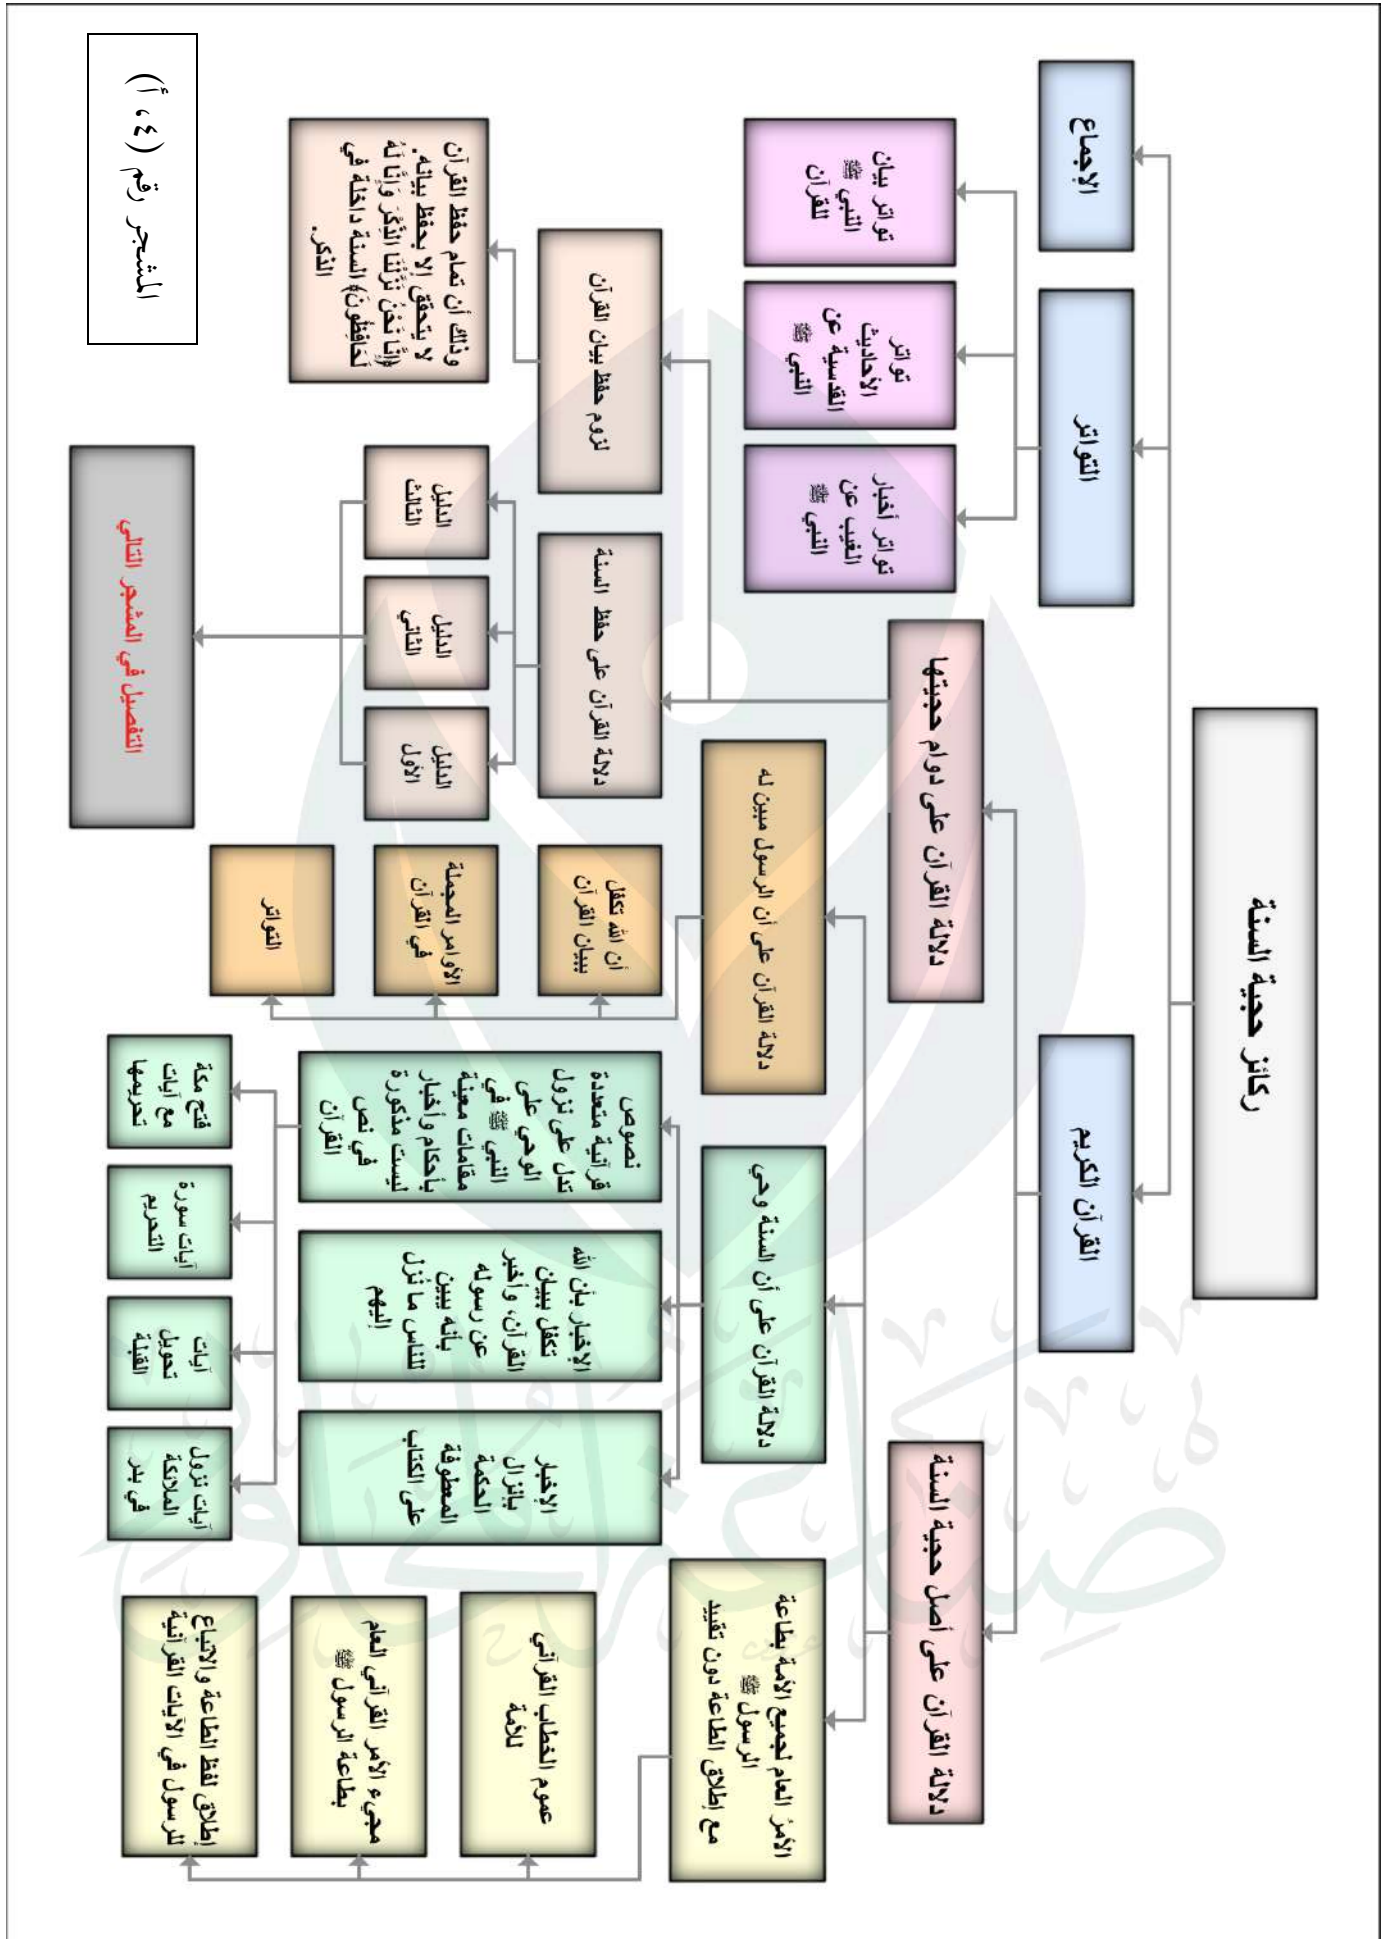 ركائز حجية السنة
القرآن الكريم
التواتر
الإجماع
دلالة القرآن على أصل حجية السنة
دلالة القرآن على دوام حجيتها
تواتر أخبار
الغيب عن
النبي ﷺ
تواتر
الأحاديث
القدسية عن
النبي ﷺ
تواتر بيان
النبي ﷺ
للقرآن
الأمرُ العام لجميع الأمة بطاعة
الرسول ﷺ
مع إطلاق الطاعة دون تقييد
دلالة القرآن على أن السنة وحي
دلالة القرآن على أن الرسول مبين له
دلالة القرآن على حفظ السنة
لزوم حفظ بيان القرآن
عموم الخطاب القرآني
للأمة
مجيء الأمر القرآني العام
بطاعة الرسول ﷺ
إطلاق لفظ الطاعة والاتباع
للرسول في الآيات القرآنية
الإخبار
بإنزال
الحكمة
المعطوفة
على الكتاب
الإخبار بأن الله
تكفل ببيان
القرآن، وأخبر
عن رسوله
بأنه يبين
للناس ما نُزل
إليهم
نصوص
قرآنية متعددة
تدل على نزول
الوحي على
النبي ﷺ في
مقامات معينة
بأحكام وأخبار
ليست مذكورة
في نص
القرآن
آيات نزول
الملائكة
في بدر
آيات
تحويل
القبلة
آيات سورة
التحريم
فتح مكة
مع آيات
تحريمها
أن الله تكفل
ببيان القرآن
الأوامر المجملة
في القرآن
التواتر
الدليل
الأول
الدليل
الثاني
الدليل
الثالث
التفصيل في المشجر التالي
وذلك أن تمام حفظ القرآن
لا يتحقق إلا بحفظ بيانه.
﴿إِنَّا نَحْنُ نَزَّلْنَا الذِّكْرَ وَإِنَّا لَهُ
لَحَافِظُونَ﴾ السنة داخلة في
الذكر.
المشجر رقم (٤، أ)
صناعة المحاور